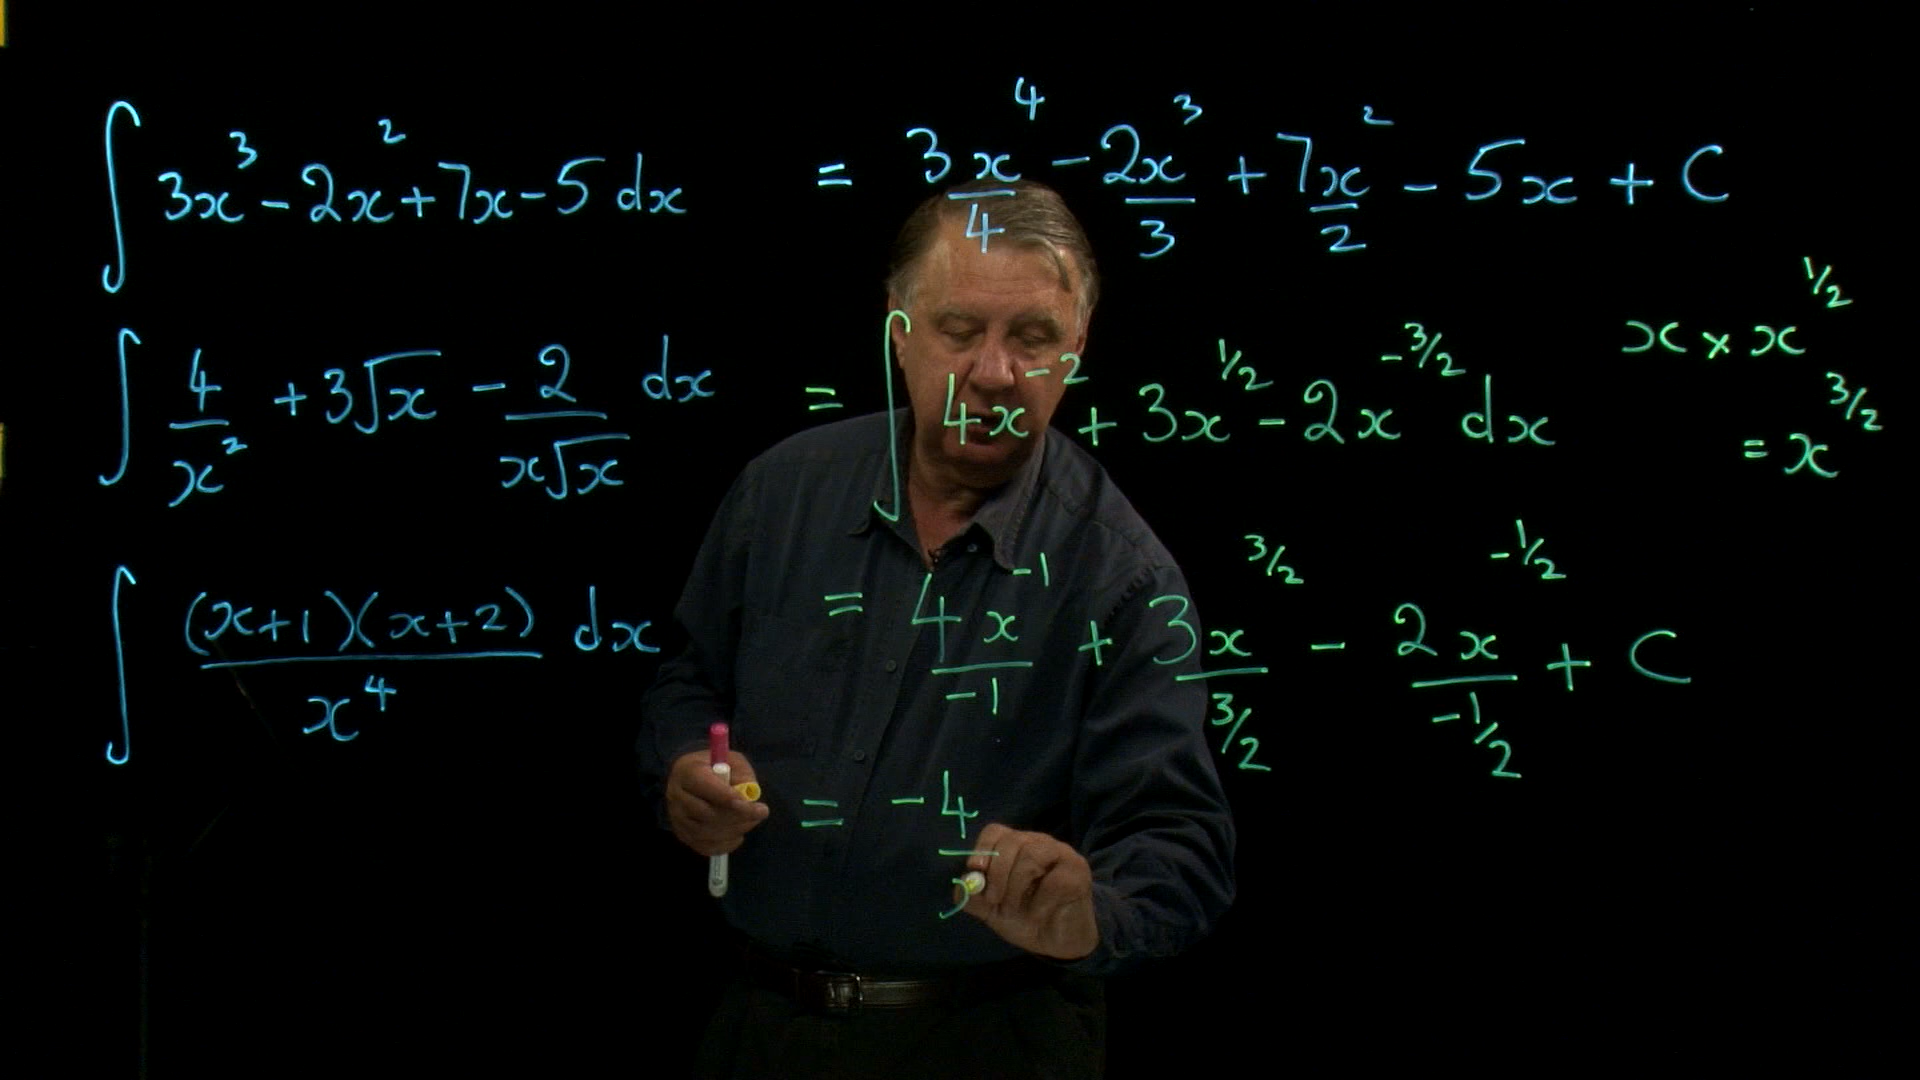 ∫ 3x³ - 2x² + 7x - 5 dx = 3x⁴/4 - 2x³/3 + 7x²/2 - 5x + C
∫ 4/x² + 3√x - 2/(x√x) dx = ∫ 4x⁻² + 3x^(1/2) - 2x^(-3/2) dx
x × x^(1/2)
= x^(3/2)
∫ (x+1)(x+2)/x⁴ dx
= 4x⁻¹/-1 + 3x^(3/2)/(3/2) - 2x^(-1/2)/(-1/2) + C
= -4/